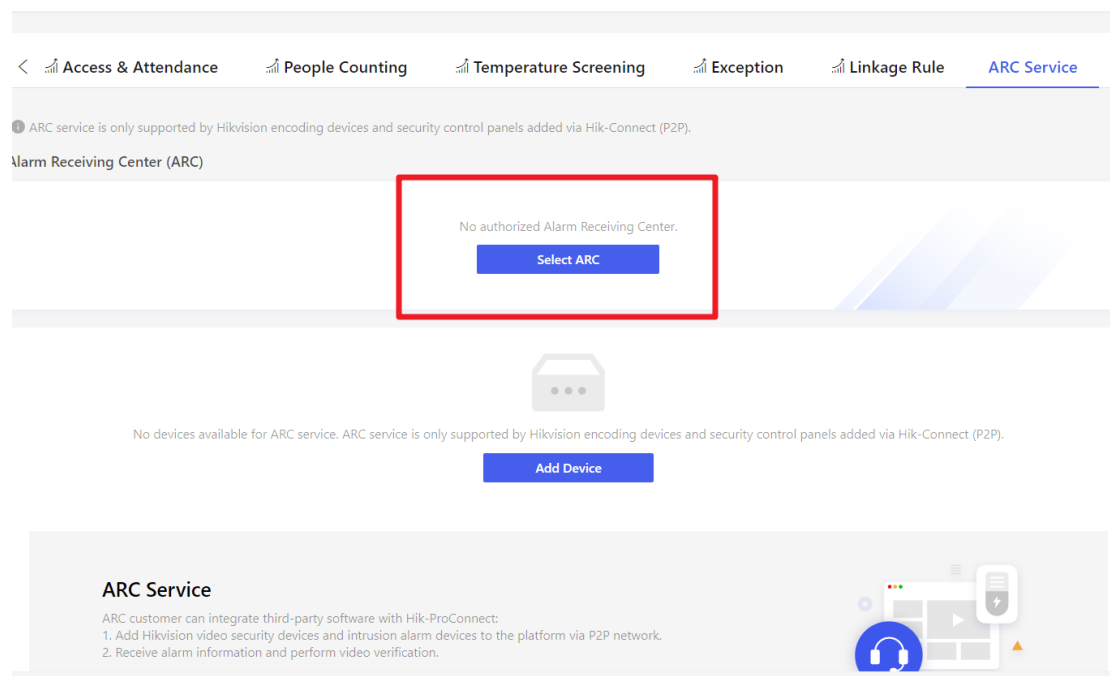 Access & Attendance People Counting Temperature Screening Exception Linkage Rule ARC Service
ARC service is only supported by Hikvision encoding devices and security control panels added via Hik-Connect (P2P).
Alarm Receiving Center (ARC)
No authorized Alarm Receiving Center.
Select ARC
No devices available for ARC service. ARC service is only supported by Hikvision encoding devices and security control panels added via Hik-Connect (P2P).
Add Device
ARC Service
ARC customer can integrate third-party software with Hik-ProConnect:
1. Add Hikvision video security devices and intrusion alarm devices to the platform via P2P network.
2. Receive alarm information and perform video verification.